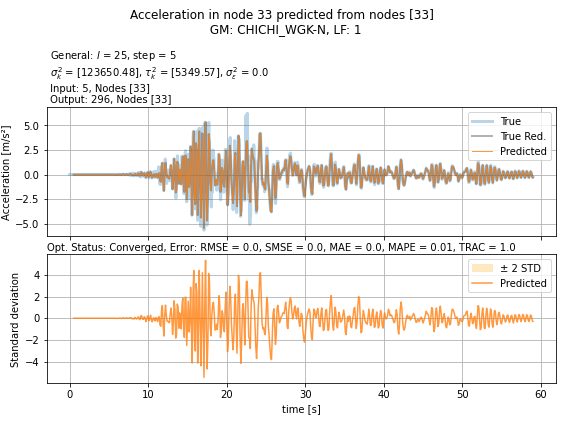 Acceleration in node 33 predicted from nodes [33]
GM: CHICHI_WGK-N, LF: 1
General: l = 25, step = 5
σ²ₖ = [123650.48], τ²ₖ = [5349.57], σ²ε = 0.0
Input: 5, Nodes [33]
Output: 296, Nodes [33]
Acceleration [m/s²]
5.0
2.5
0.0
−2.5
−5.0
True
True Red.
Predicted
Opt. Status: Converged, Error: RMSE = 0.0, SMSE = 0.0, MAE = 0.0, MAPE = 0.01, TRAC = 1.0
Standard deviation
4
2
0
−2
−4
± 2 STD
Predicted
0 10 20 30 40 50 60
time [s]